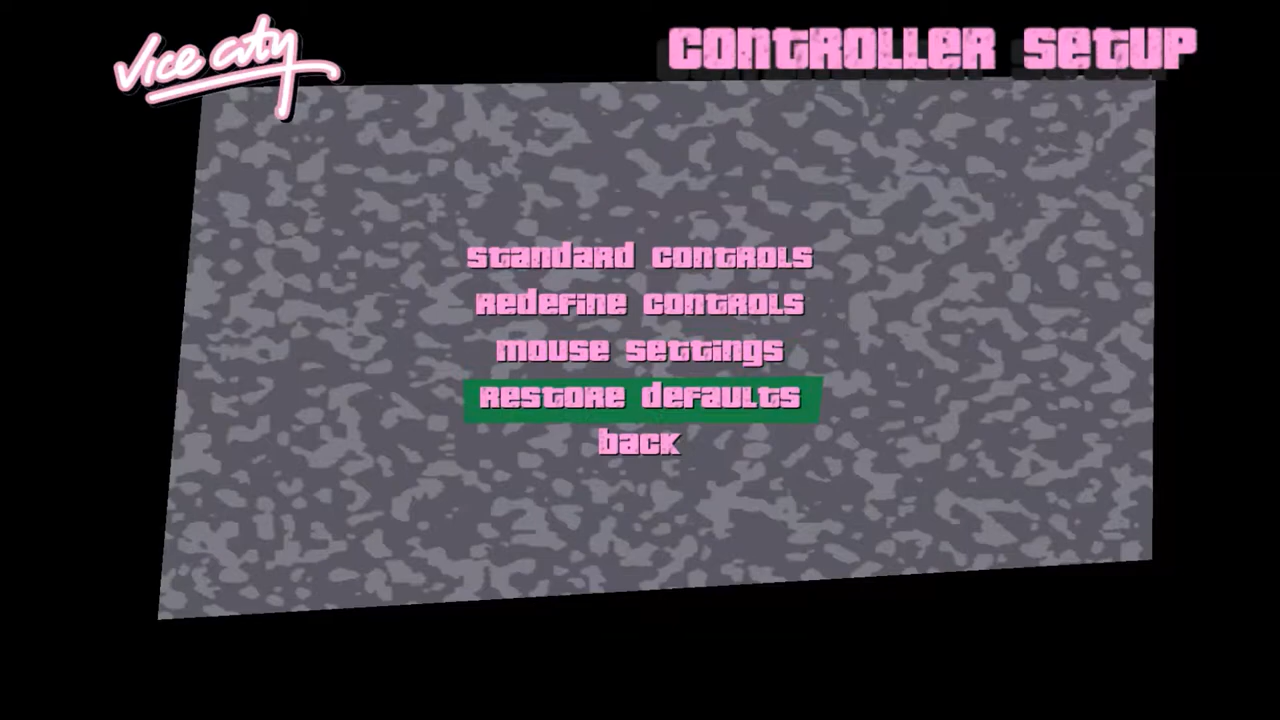 vice city
CONTROLLER SETUP
STANDARD CONTROLS
REDEFINE CONTROLS
MOUSE SETTINGS
RESTORE DEFAULTS
BACK